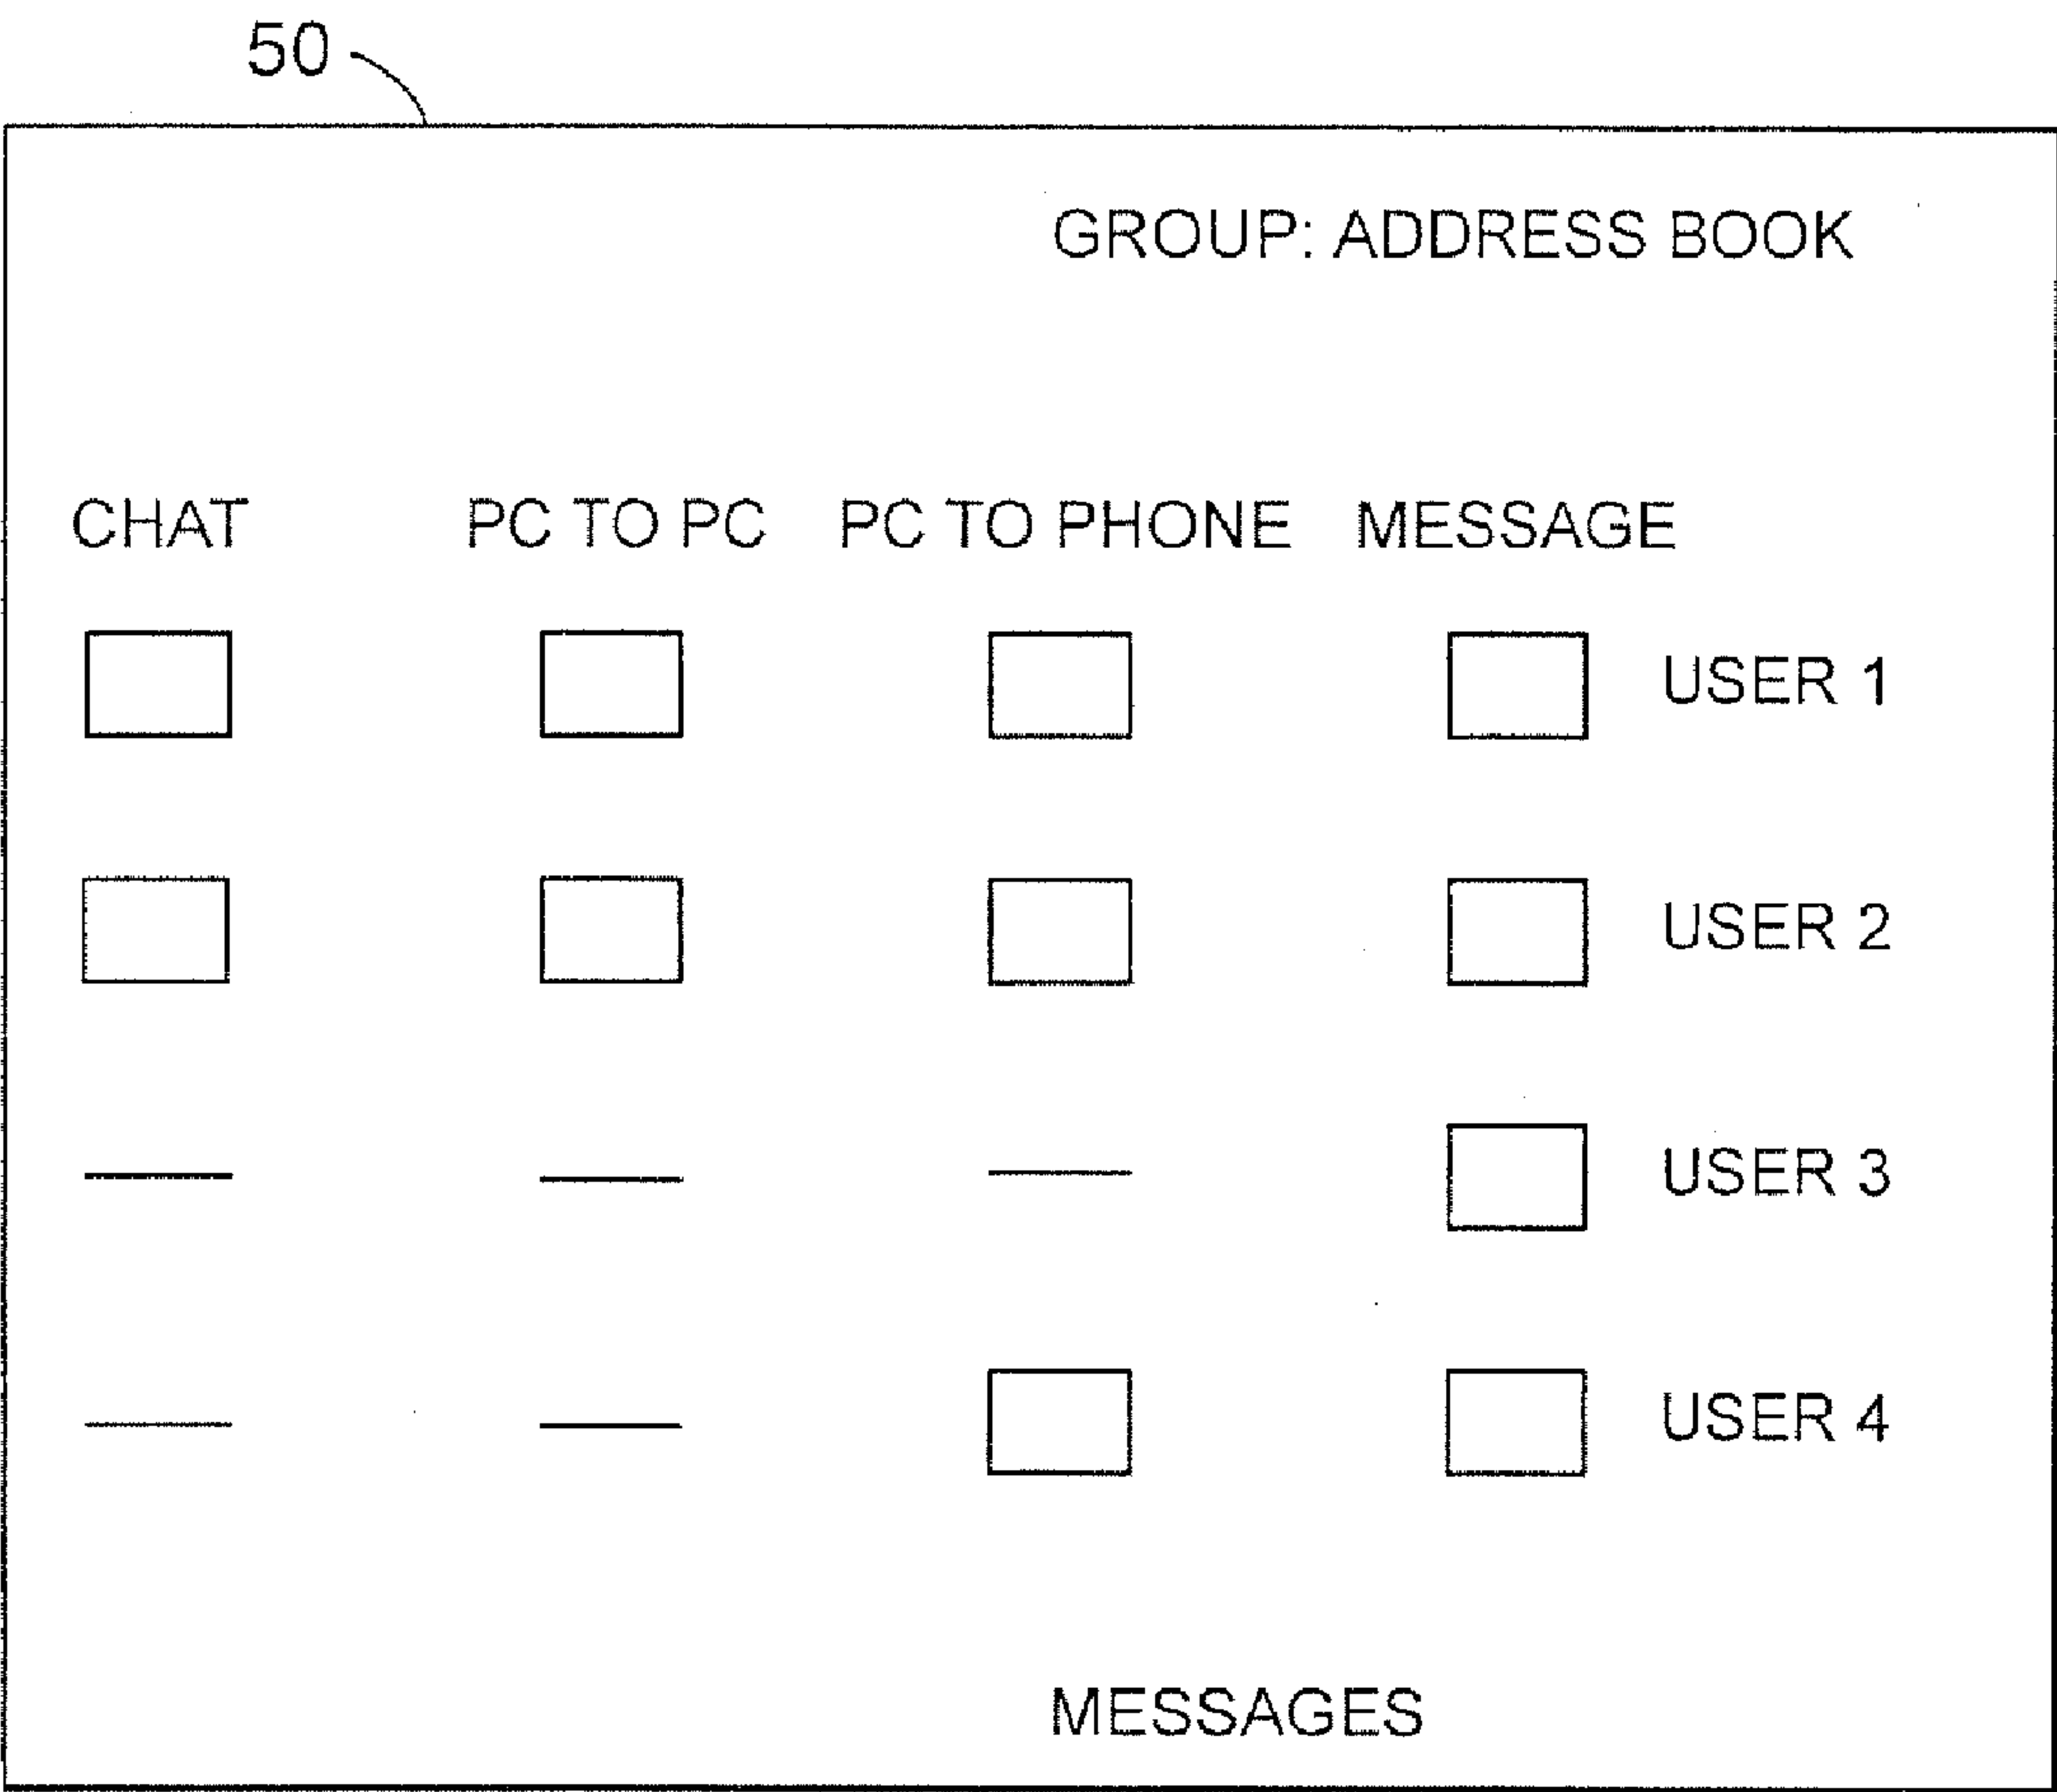 50
GROUP: ADDRESS BOOK
CHAT PC TO PC PC TO PHONE MESSAGE
USER 1
USER 2
USER 3
USER 4
MESSAGES